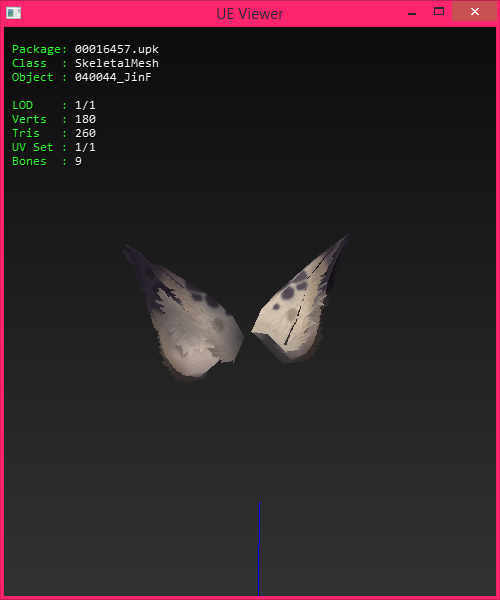 UE Viewer
Package: 00016457.upk
Class : SkeletalMesh
Object : 040044_JinF
LOD : 1/1
Verts : 180
Tris : 260
UV Set : 1/1
Bones : 9